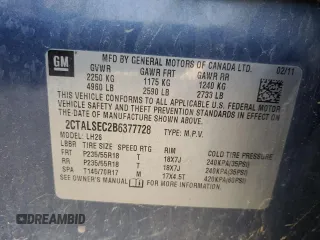 GM
MFD BY GENERAL MOTORS OF CANADA LTD.
GVWR GAWR FRT GAWR RR 02/11
2250 KG 1175 KG 1240 KG
4960 LB 2590 LB 2733 LB
THIS VEHICLE CONFORMS TO ALL APPLICABLE U.S. FEDERAL MOTOR
VEHICLE SAFETY AND THEFT PREVENTION STANDARDS IN EFFECT ON
THE DATE OF MANUFACTURE SHOWN ABOVE.
2CTALSEC2B6377728 TYPE: M.P.V.
LH26
TIRE SIZE SPEED RTG RIM COLD TIRE PRESSURE
FRT P235/55R18 T 18X7J 240KPA(35PSI)
RR P235/55R18 T 18X7J 240KPA(35PSI)
SPA T145/70R17 M 17X4.5T 420KPA(60PSI)
SEE OWNER'S MANUAL FOR ADDITIONAL INFORMATION.